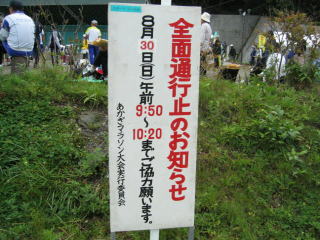 全面通行止のお知らせ
8月30日(日)午前9:50
～10:20までご協力願います。
あかぎマラソン大会実行委員会